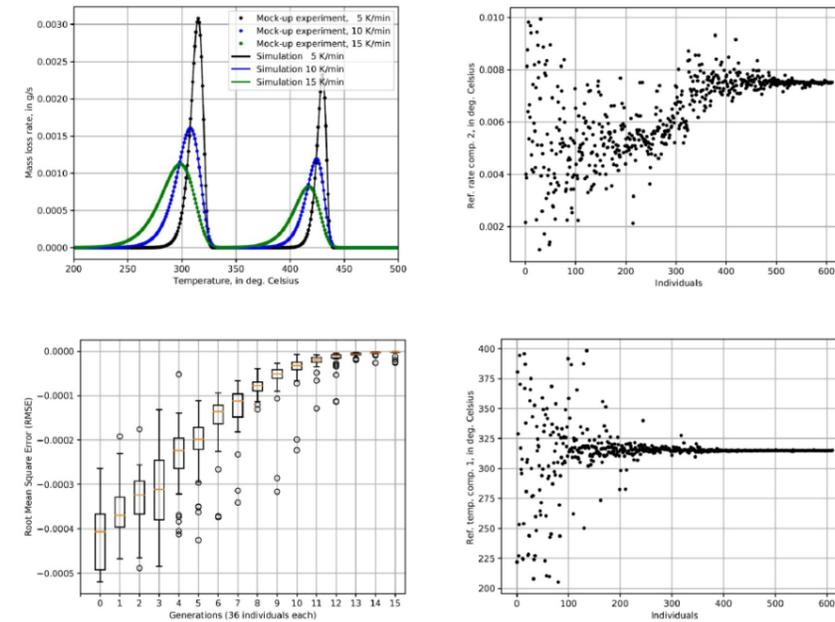 0.0030
0.0025
0.0020
0.0015
0.0010
0.0005
0.0000
Mass loss rate, in g/s
Mock-up experiment, 5 K/min
Mock-up experiment, 10 K/min
Mock-up experiment, 15 K/min
Simulation 5 K/min
Simulation 10 K/min
Simulation 15 K/min
200 250 300 350 400 450 500
Temperature, in deg. Celsius
0.010
0.008
0.006
0.004
0.002
Ref. rate comp. 2, in deg. Celsius
0 100 200 300 400 500 600
Individuals
0.0000
−0.0001
−0.0002
−0.0003
−0.0004
−0.0005
Root Mean Square Error (RMSE)
0 1 2 3 4 5 6 7 8 9 10 11 12 13 14 15
Generations (36 individuals each)
400
375
350
325
300
275
250
225
200
Ref. temp. comp. 1, in deg. Celsius
0 100 200 300 400 500 600
Individuals